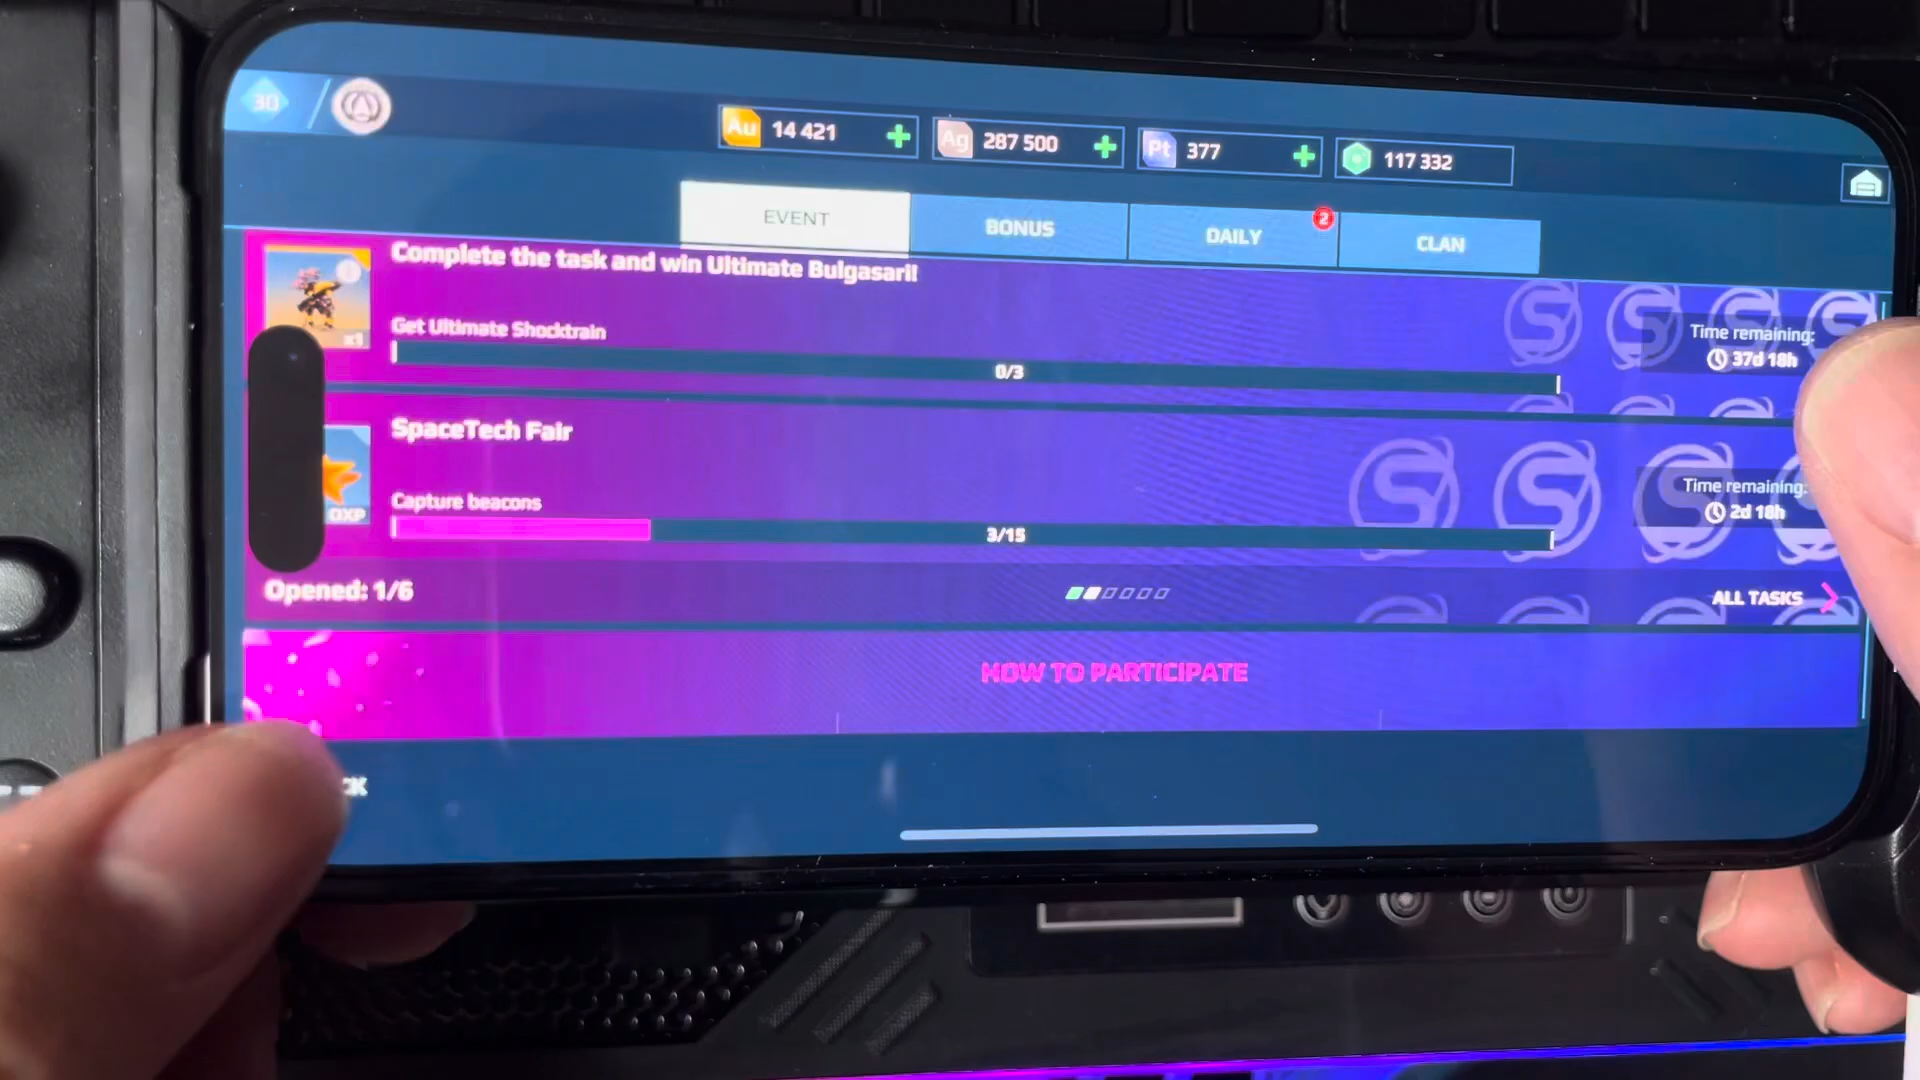 30
Au 14 421
Ag 287 500
Pt 377
117 332
EVENT
BONUS
DAILY
2
CLAN
Complete the task and win Ultimate Bulgasari!
x1
Get Ultimate Shocktrain
0/3
Time remaining:
37d 18h
SpaceTech Fair
OXP
Capture beacons
3/15
Time remaining:
2d 18h
Opened: 1/6
ALL TASKS
HOW TO PARTICIPATE
CK